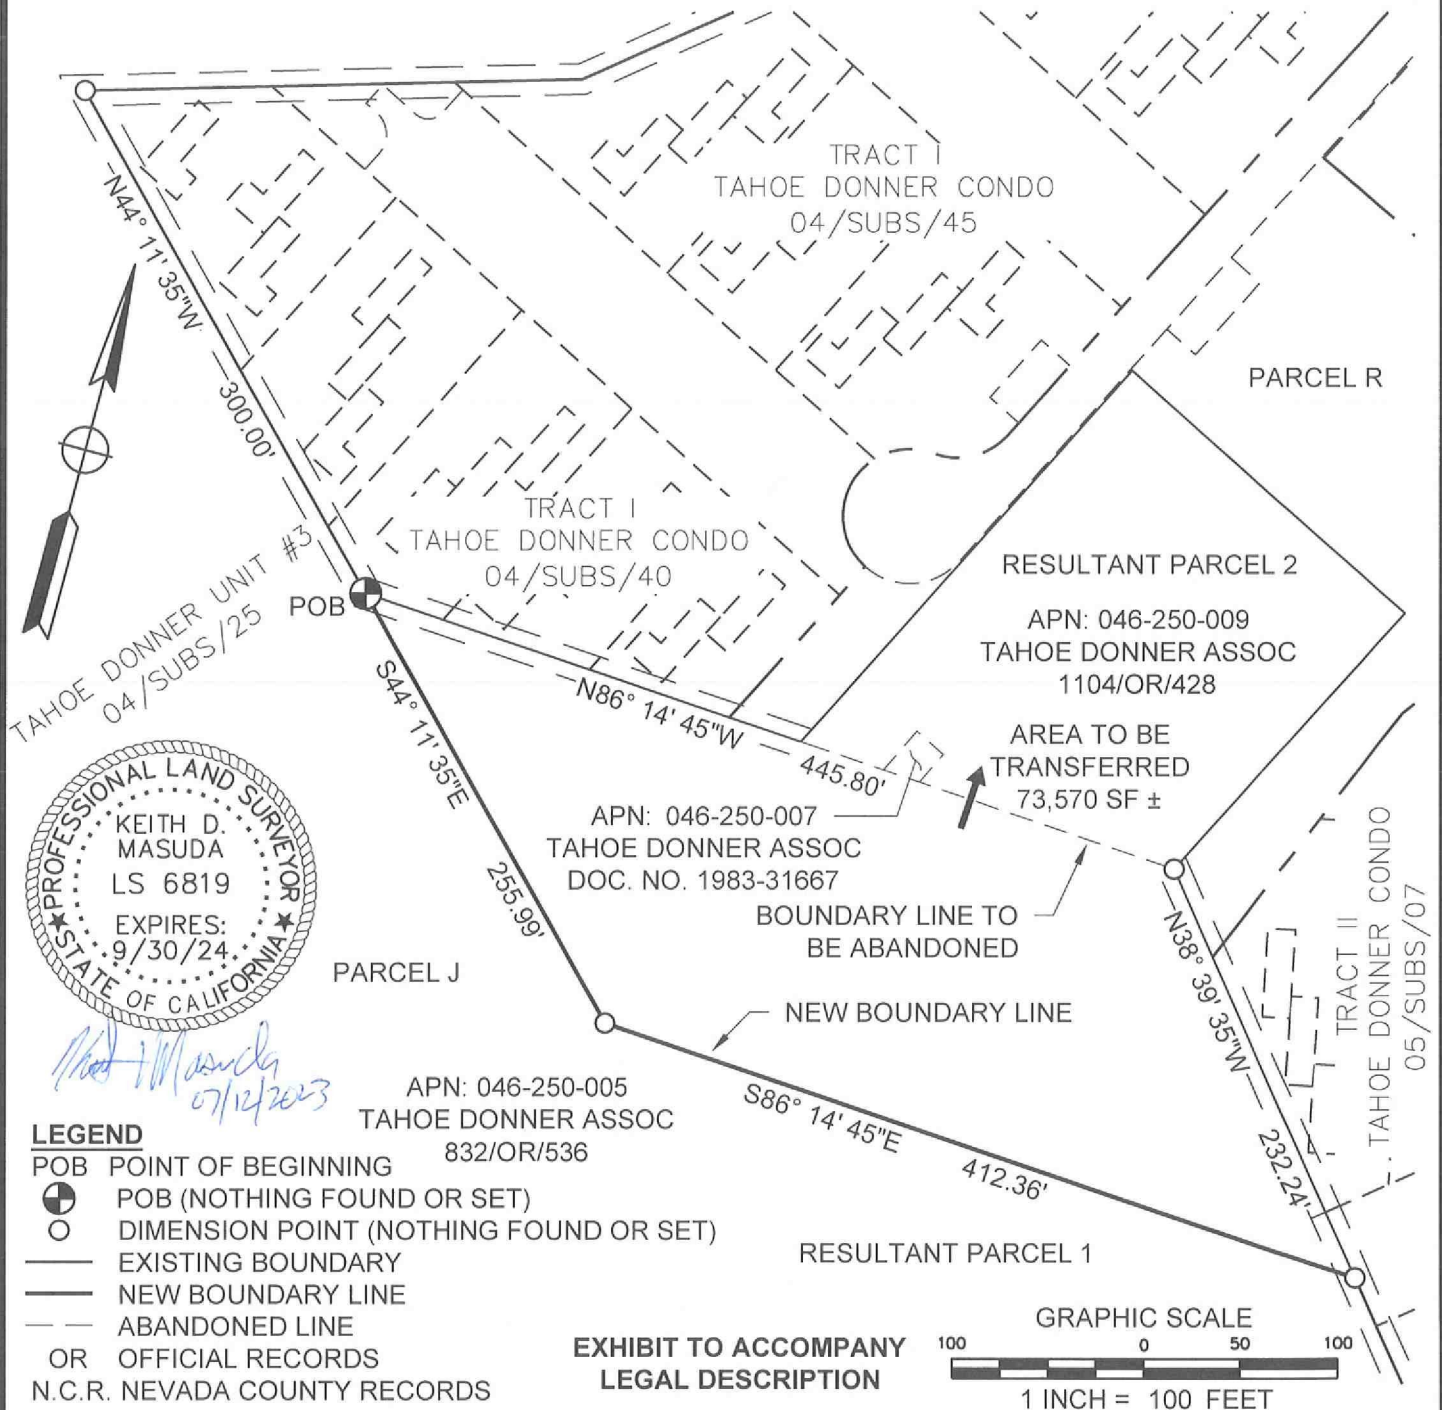 TRACT I
TAHOE DONNER CONDO
04/SUBS/45
N44° 11' 35"W
300.00'
PARCEL R
TRACT I
TAHOE DONNER CONDO
04/SUBS/40
TAHOE DONNER UNIT #3
04/SUBS/25
POB
RESULTANT PARCEL 2
APN: 046-250-009
TAHOE DONNER ASSOC
1104/OR/428
S44° 11' 35"E
255.99'
N86° 14' 45"W
445.80'
AREA TO BE
TRANSFERRED
73,570 SF ±
APN: 046-250-007
TAHOE DONNER ASSOC
DOC. NO. 1983-31667
BOUNDARY LINE TO
BE ABANDONED
TRACT II
TAHOE DONNER CONDO
05/SUBS/07
N38° 39' 35"W
232.24'
PROFESSIONAL LAND SURVEYOR
KEITH D.
MASUDA
LS 6819
EXPIRES:
9/30/24
STATE OF CALIFORNIA
07/12/2023
PARCEL J
NEW BOUNDARY LINE
APN: 046-250-005
TAHOE DONNER ASSOC
832/OR/536
S86° 14' 45"E
412.36'
RESULTANT PARCEL 1
LEGEND
POB POINT OF BEGINNING
POB (NOTHING FOUND OR SET)
DIMENSION POINT (NOTHING FOUND OR SET)
EXISTING BOUNDARY
NEW BOUNDARY LINE
ABANDONED LINE
OR OFFICIAL RECORDS
N.C.R. NEVADA COUNTY RECORDS
EXHIBIT TO ACCOMPANY
LEGAL DESCRIPTION
GRAPHIC SCALE
100 0 50 100
1 INCH = 100 FEET